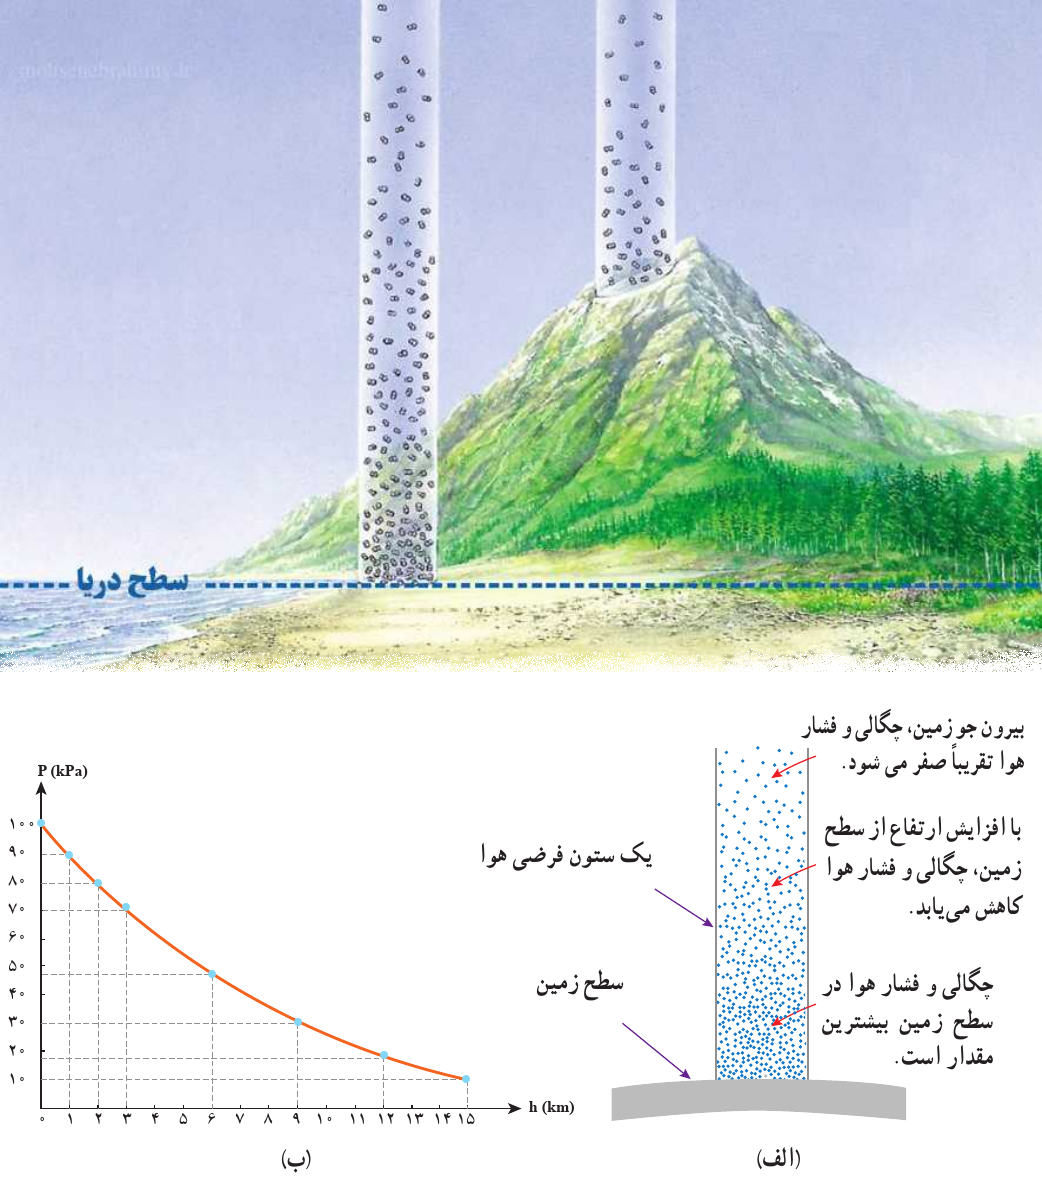 mohsenebrahimy.ir
سطح دریا
بیرون جو زمین، چگالی و فشار
هوا تقریباً صفر می شود.
با افزایش ارتفاع از سطح
زمین، چگالی و فشار هوا
کاهش می‌یابد.
یک ستون فرضی هوا
چگالی و فشار هوا در
سطح زمین بیشترین
مقدار است.
سطح زمین
(الف)
P (kPa)
۱۰۰
۹۰
۸۰
۷۰
۶۰
۵۰
۴۰
۳۰
۲۰
۱۰
۰ ۱ ۲ ۳ ۴ ۵ ۶ ۷ ۸ ۹ ۱۰ ۱۱ ۱۲ ۱۳ ۱۴ ۱۵
h (km)
(ب)